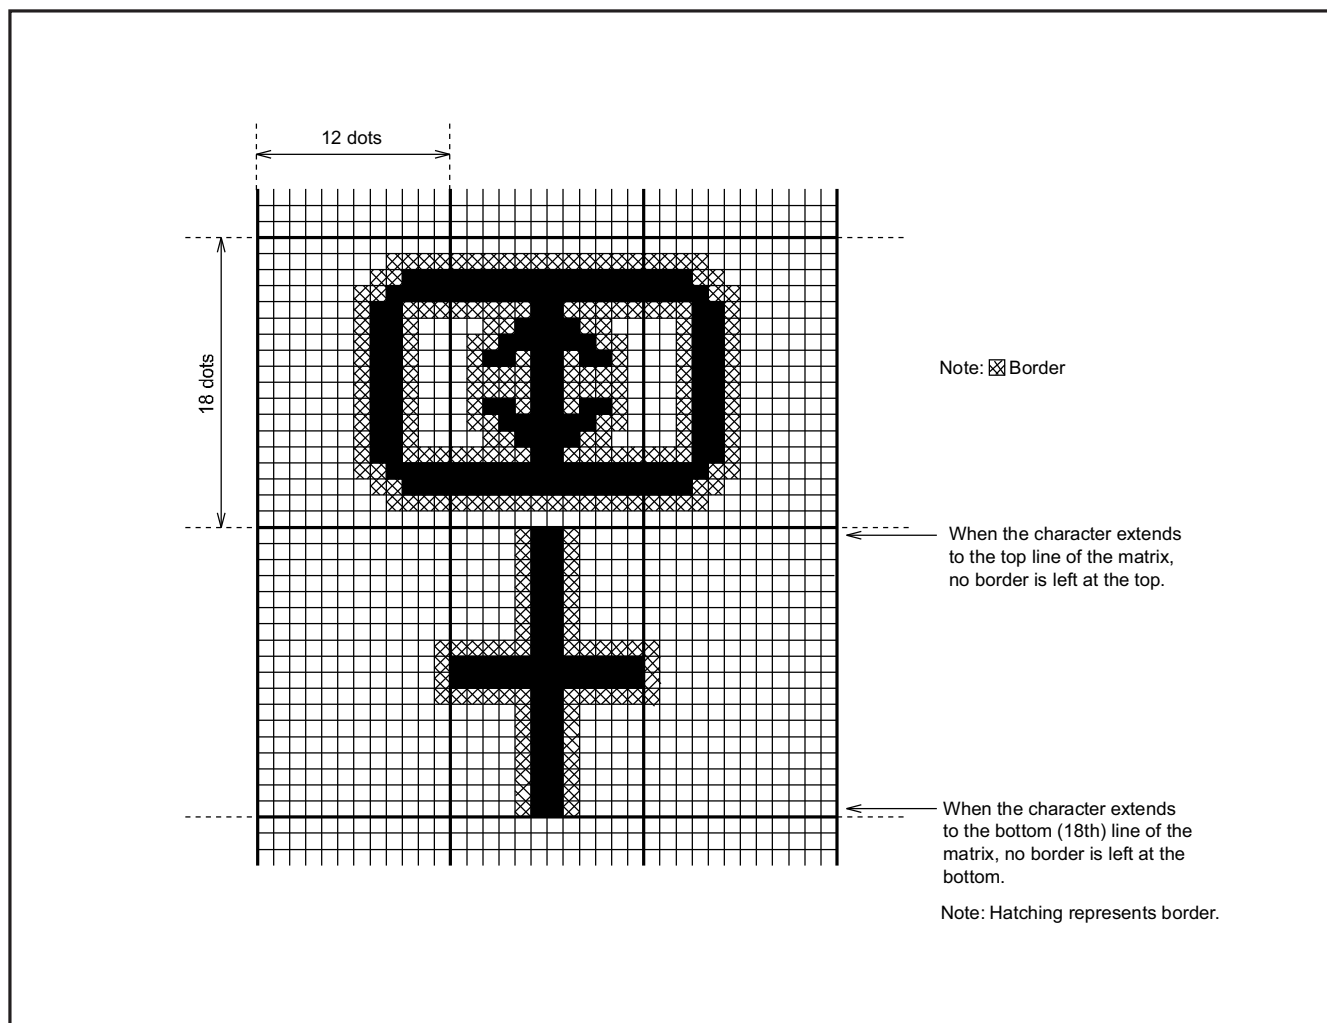 12 dots
18 dots
Note: Border
When the character extends
to the top line of the matrix,
no border is left at the top.
When the character extends
to the bottom (18th) line of the
matrix, no border is left at the
bottom.
Note: Hatching represents border.